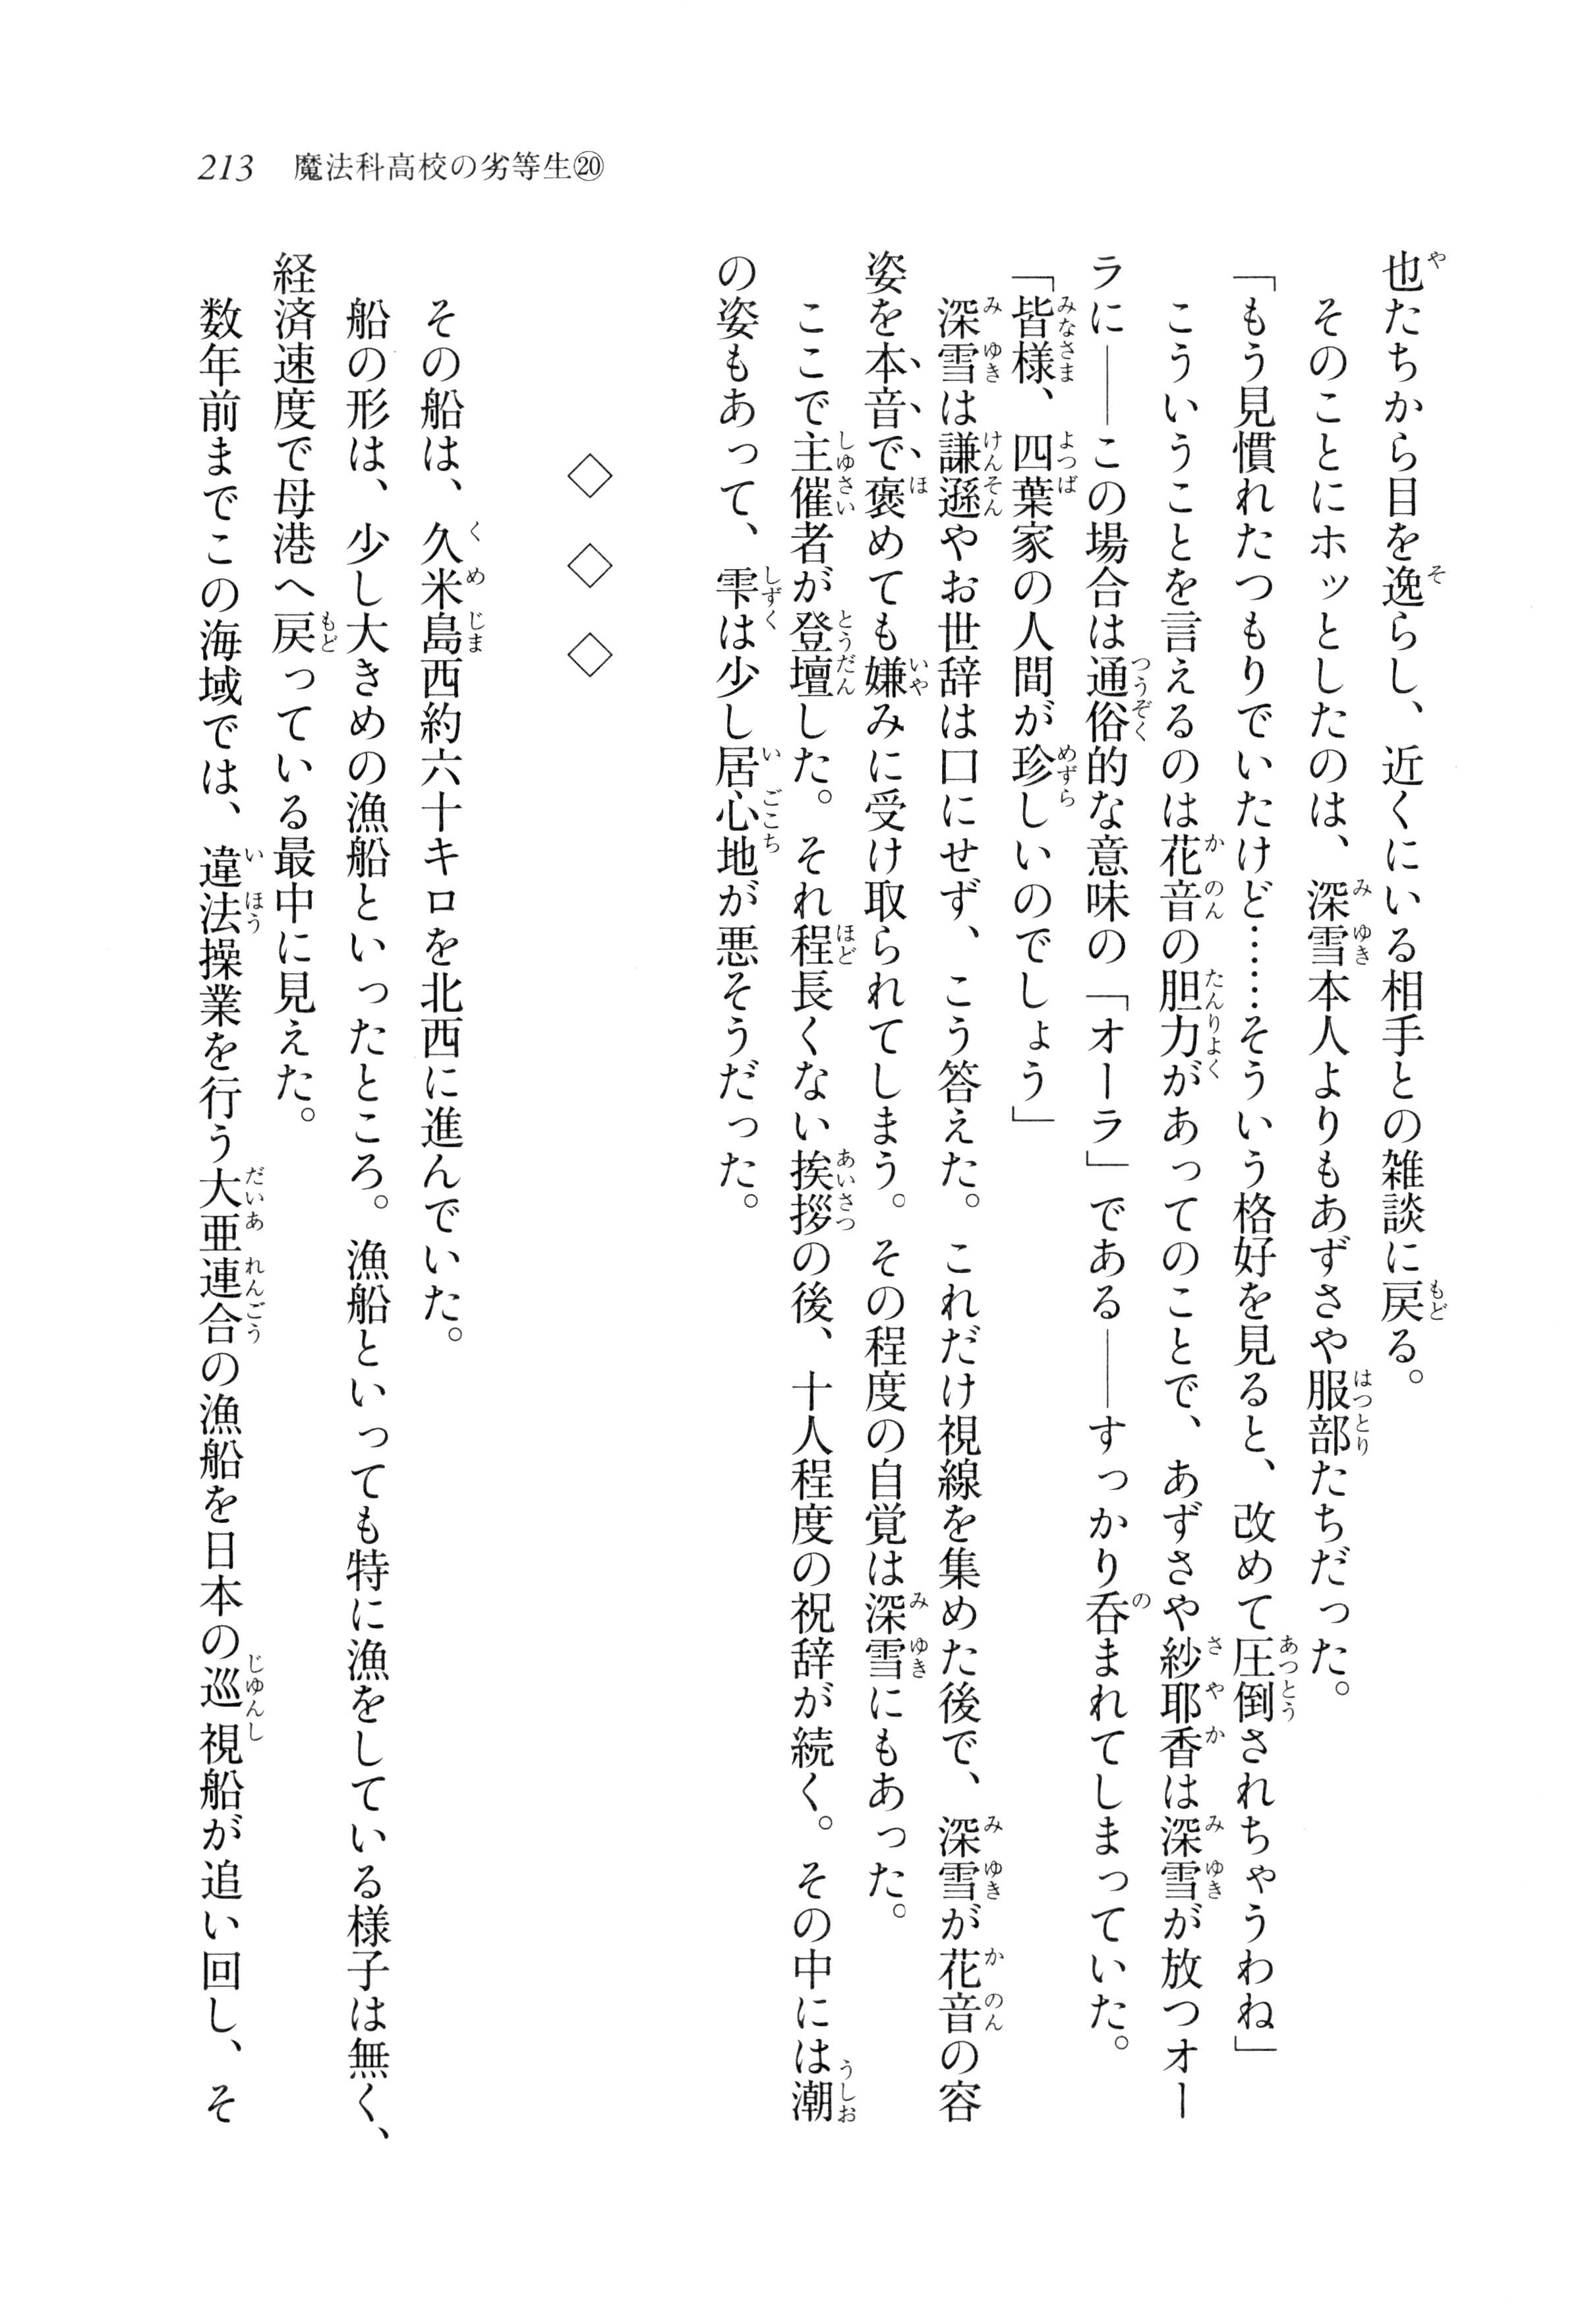 213 魔法科高校の劣等生⑳
也たちから目を逸らし、近くにいる相手との雑談に戻る。
そのことにホッとしたのは、深雪本人よりもあずさや服部たちだった。
「もう見慣れたつもりでいたけど……そういう格好を見ると、改めて圧倒されちゃうわね」
こういうことを言えるのは花音の胆力があってのことで、あずさや紗耶香は深雪が放つオー
ラに――この場合は通俗的な意味の「オーラ」である――すっかり呑まれてしまっていた。
「皆様、四葉家の人間が珍しいのでしょう」
深雪は謙遜やお世辞は口にせず、こう答えた。これだけ視線を集めた後で、深雪が花音の容
姿を本音で褒めても嫌みに受け取られてしまう。その程度の自覚は深雪にもあった。
ここで主催者が登壇した。それ程長くない挨拶の後、十人程度の祝辞が続く。その中には潮
の姿もあって、雫は少し居心地が悪そうだった。
◇ ◇ ◇
その船は、久米島西約六十キロを北西に進んでいた。
船の形は、少し大きめの漁船といったところ。漁船といっても特に漁をしている様子は無く、
経済速度で母港へ戻っている最中に見えた。
数年前までこの海域では、違法操業を行う大亜連合の漁船を日本の巡視船が追い回し、そ